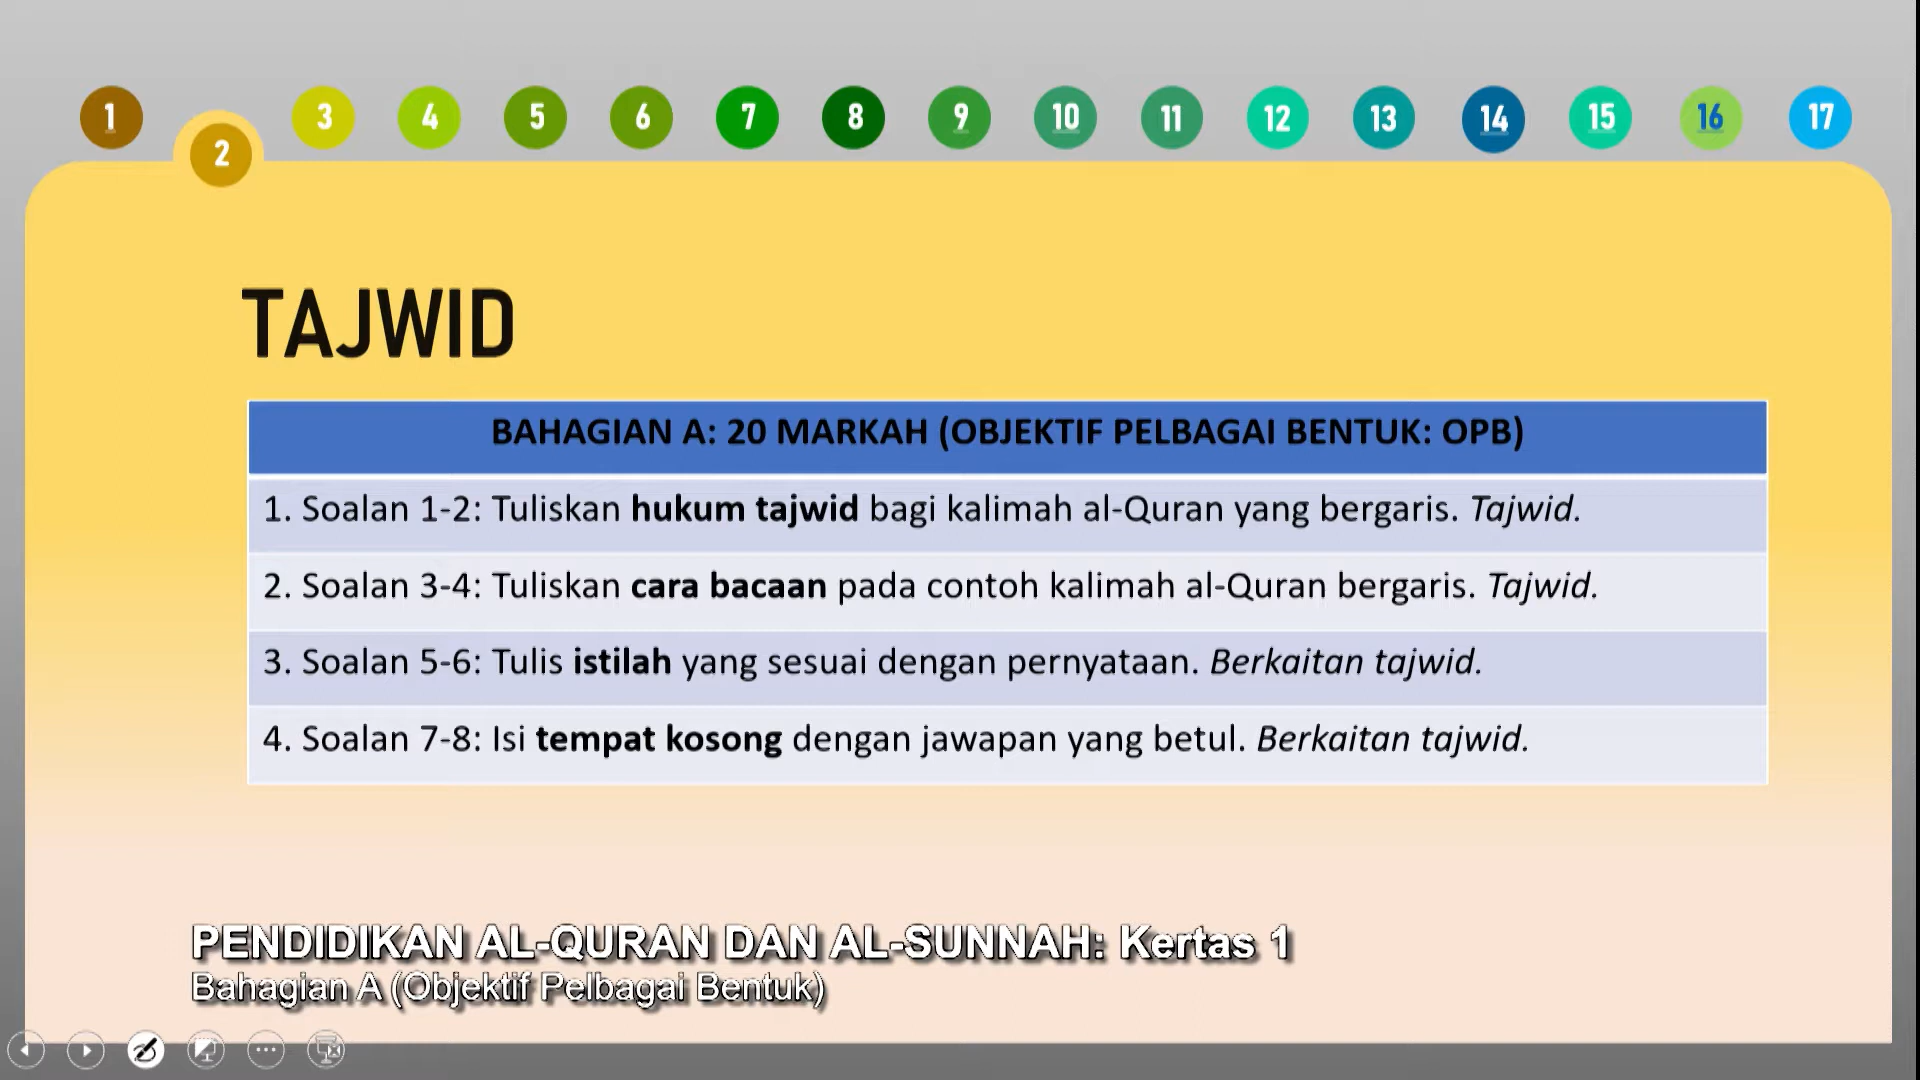 1 2 3 4 5 6 7 8 9 10 11 12 13 14 15 16 17
TAJWID
BAHAGIAN A: 20 MARKAH (OBJEKTIF PELBAGAI BENTUK: OPB)
1. Soalan 1-2: Tuliskan hukum tajwid bagi kalimah al-Quran yang bergaris. Tajwid.
2. Soalan 3-4: Tuliskan cara bacaan pada contoh kalimah al-Quran bergaris. Tajwid.
3. Soalan 5-6: Tulis istilah yang sesuai dengan pernyataan. Berkaitan tajwid.
4. Soalan 7-8: Isi tempat kosong dengan jawapan yang betul. Berkaitan tajwid.
PENDIDIKAN AL-QURAN DAN AL-SUNNAH: Kertas 1
Bahagian A (Objektif Pelbagai Bentuk)